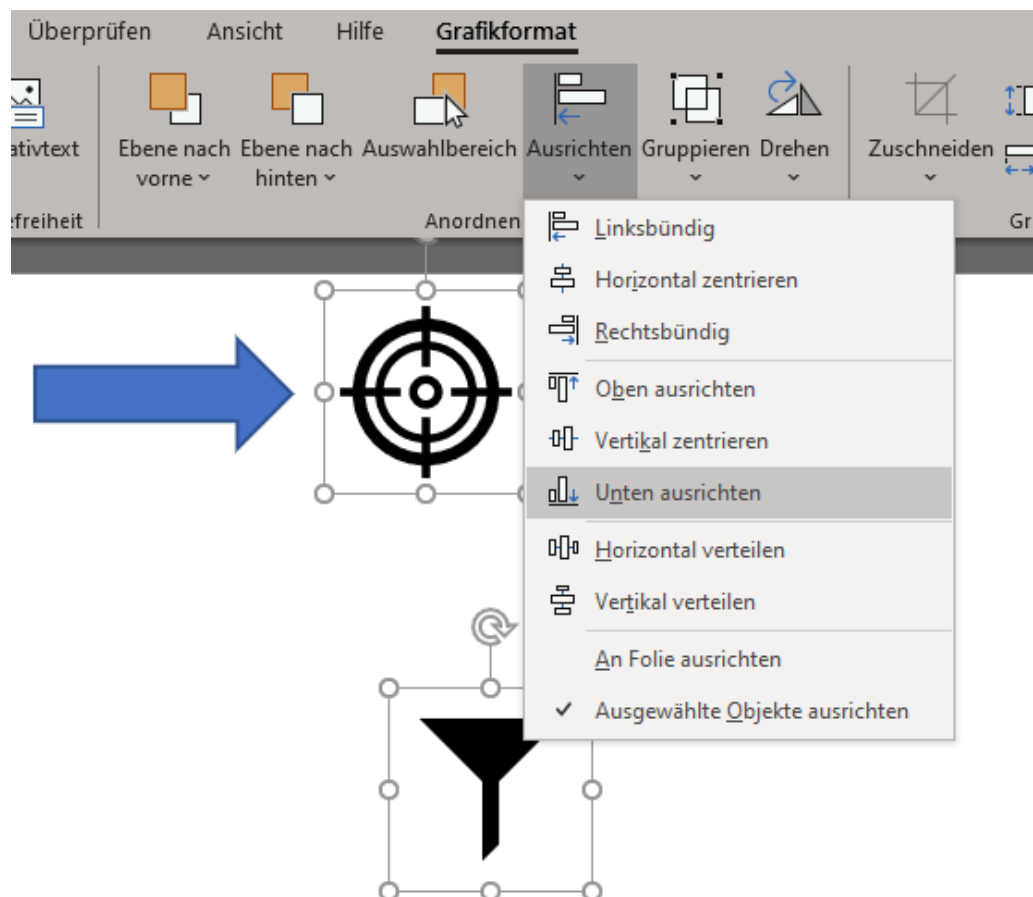 Überprüfen Ansicht Hilfe Grafikformat
ativtext Ebene nach Ebene nach Auswahlbereich Ausrichten Gruppieren Drehen Zuschneiden
vorne hinten
efreiheit Anordnen Gr
Linksbündig
Horizontal zentrieren
Rechtsbündig
Oben ausrichten
Vertikal zentrieren
Unten ausrichten
Horizontal verteilen
Vertikal verteilen
An Folie ausrichten
Ausgewählte Objekte ausrichten